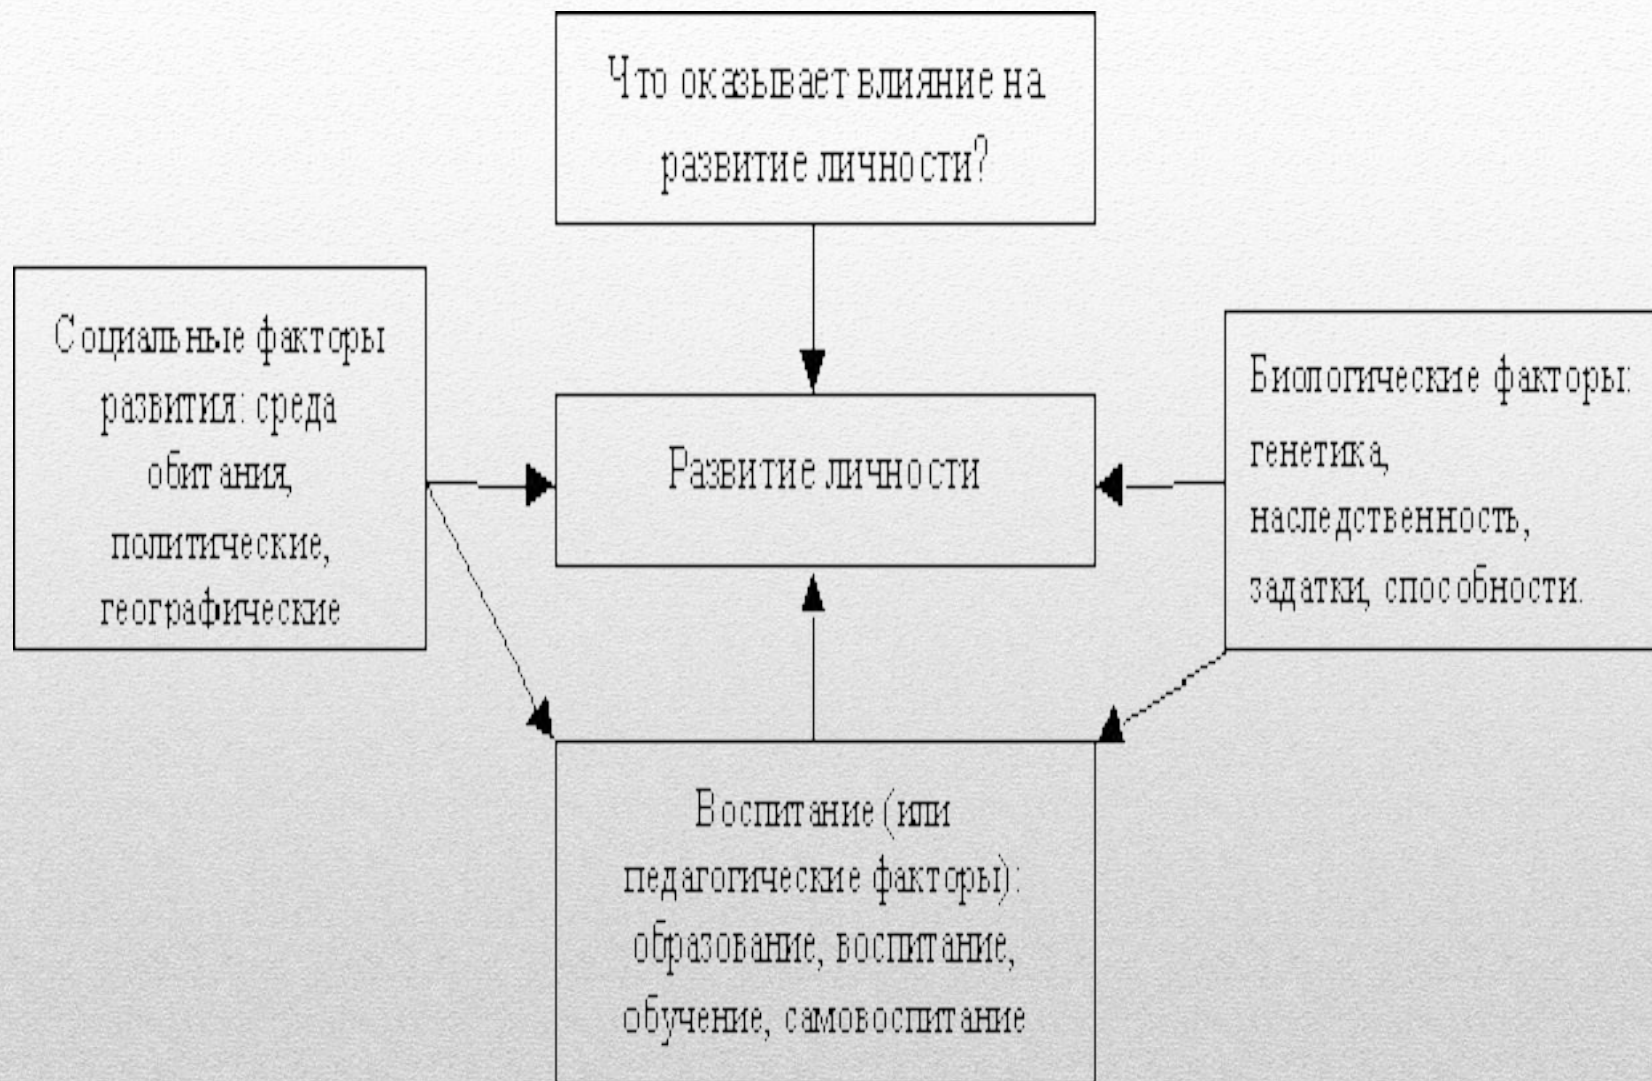 Что оказывает влияние на
развитие личности?
Социальные факторы
развития: среда
обитания,
политические,
географические
Развитие личности
Биологические факторы:
генетика,
наследственность,
задатки, способности.
Воспитание (или
педагогические факторы):
образование, воспитание,
обучение, самовоспитание